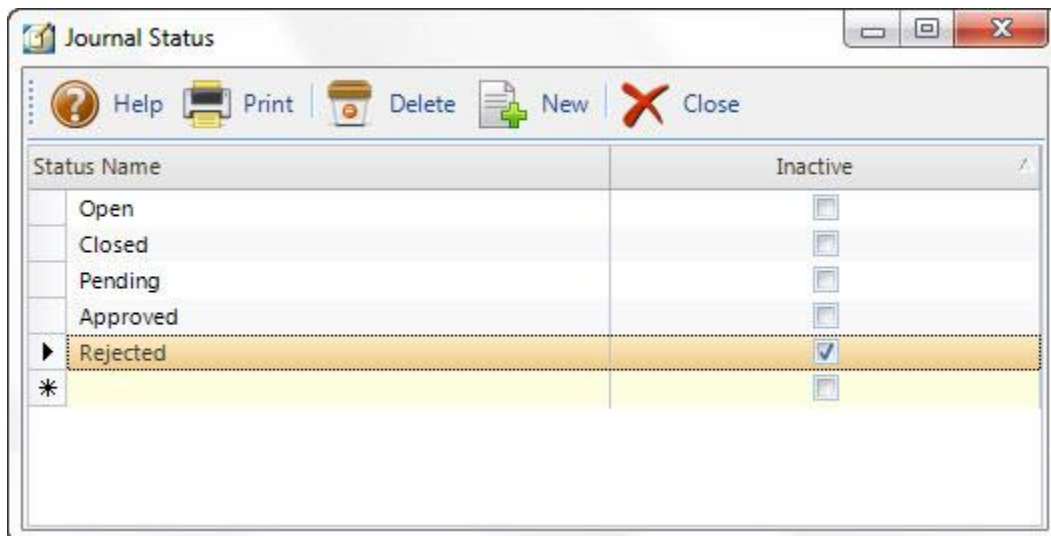 Journal Status
Help Print Delete New Close
Status Name Inactive
Open
Closed
Pending
Approved
Rejected